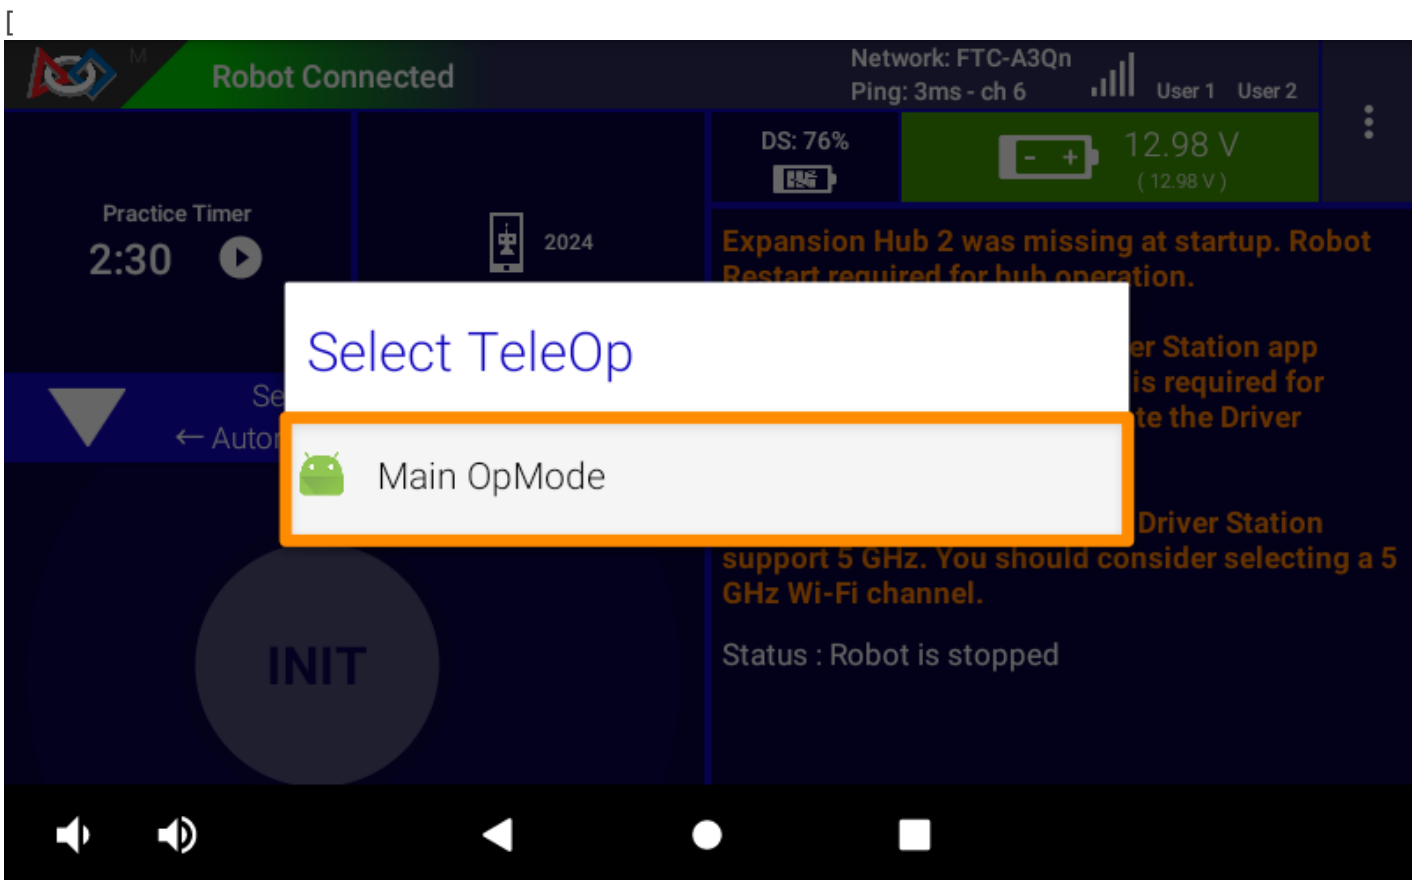 [
M
Robot Connected
Network: FTC-A3Qn
Ping: 3ms - ch 6
User 1 User 2
DS: 76%
12.98 V
( 12.98 V )
Practice Timer
2:30
2024
Expansion Hub 2 was missing at startup. Robot
Restart required for hub operation.
er Station app
is required for
te the Driver
Select TeleOp
Se
← Autor
Main OpMode
Driver Station
support 5 GHz. You should consider selecting a 5
GHz Wi-Fi channel.
INIT
Status : Robot is stopped